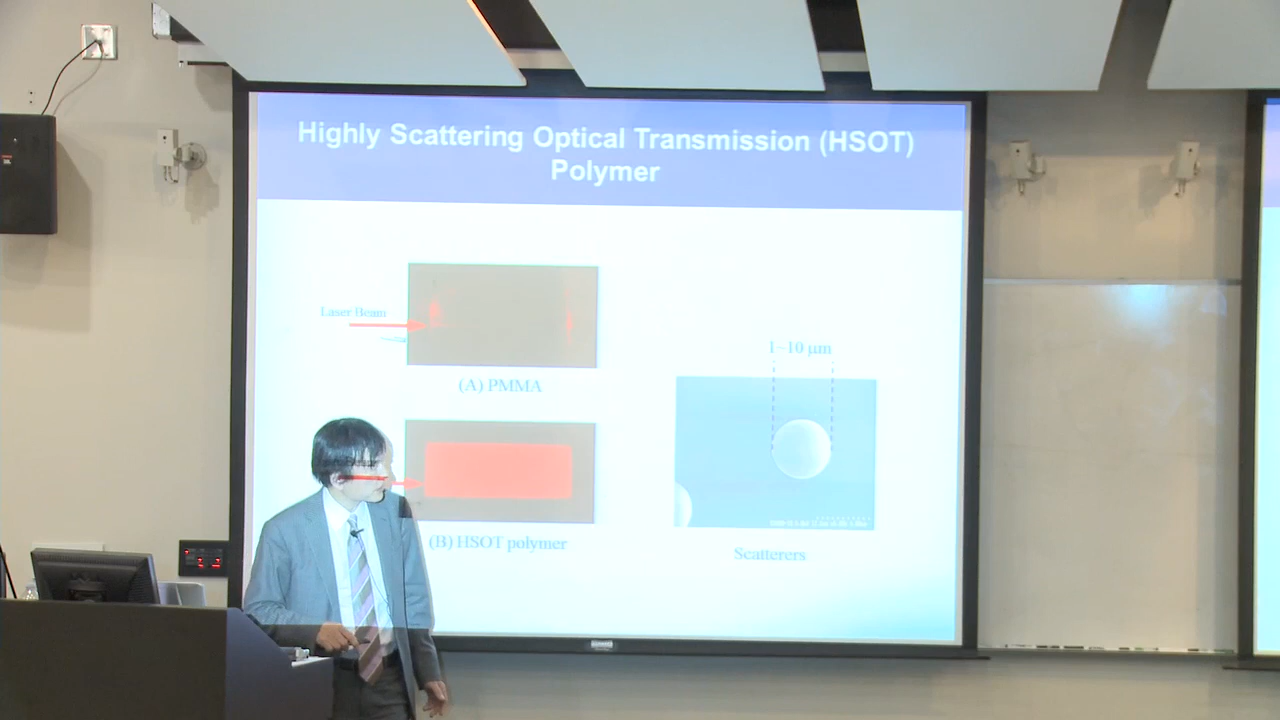 Highly Scattering Optical Transmission (HSOT)
Polymer
Laser Beam
(A) PMMA
1~10 μm
(B) HSOT polymer
Scatterers